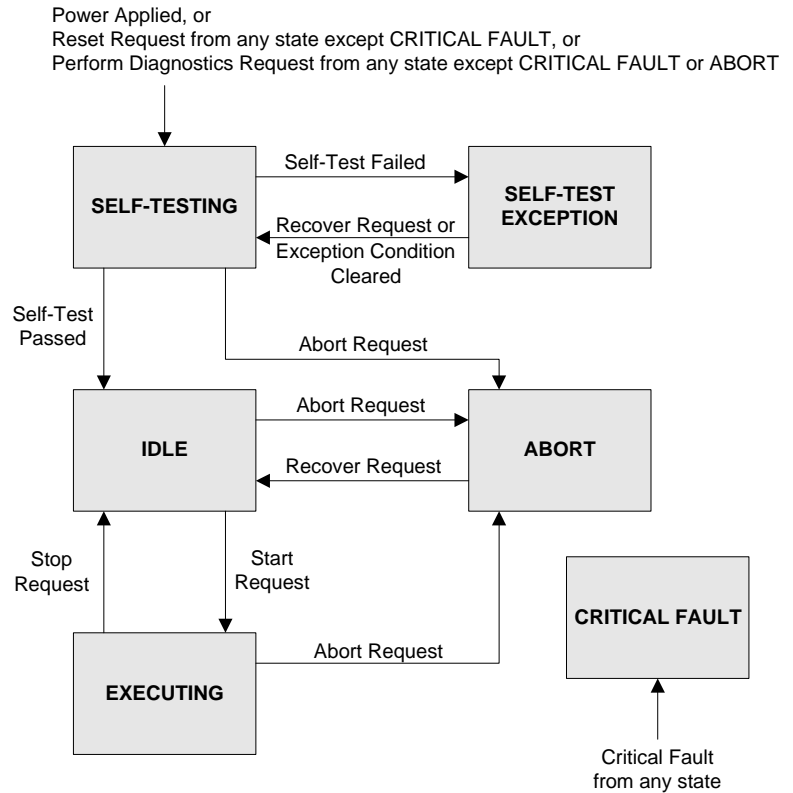 Power Applied, or
Reset Request from any state except CRITICAL FAULT, or
Perform Diagnostics Request from any state except CRITICAL FAULT or ABORT
Self-Test Failed
SELF-TESTING
SELF-TEST
EXCEPTION
Recover Request or
Exception Condition
Cleared
Self-Test
Passed
Abort Request
Abort Request
IDLE
ABORT
Recover Request
Stop
Request
Start
Request
CRITICAL FAULT
Abort Request
EXECUTING
Critical Fault
from any state